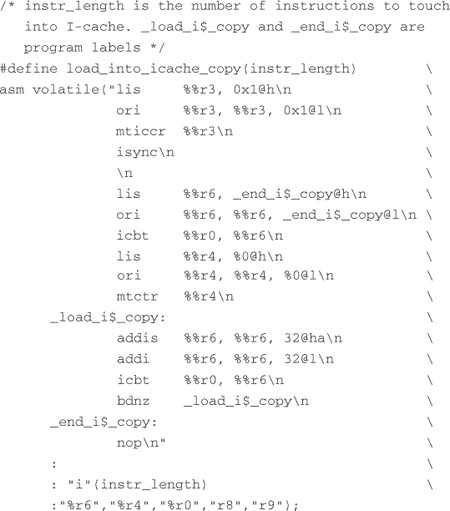 /* instr_length is the number of instructions to touch
into I-cache. _load_i$_copy and _end_i$_copy are
program labels */
#define load_into_icache_copy(instr_length) \
asm volatile("lis %%r3, 0x1@h\n \
ori %%r3, %%r3, 0x1@l\n \
mticcr %%r3\n \
isync\n \
\n \
lis %%r6, _end_i$_copy@h\n \
ori %%r6, %%r6, _end_i$_copy@l\n \
icbt %%r0, %%r6\n \
lis %%r4, %0@h\n \
ori %%r4, %%r4, %0@l\n \
mtctr %%r4\n \
_load_i$_copy: \
addis %%r6, %%r6, 32@ha\n \
addi %%r6, %%r6, 32@l\n \
icbt %%r0, %%r6\n \
bdnz _load_i$_copy\n \
_end_i$_copy: \
nop\n" \
: \
: "i"(instr_length) \
:"%r6","%r4","%r0","r8","r9");